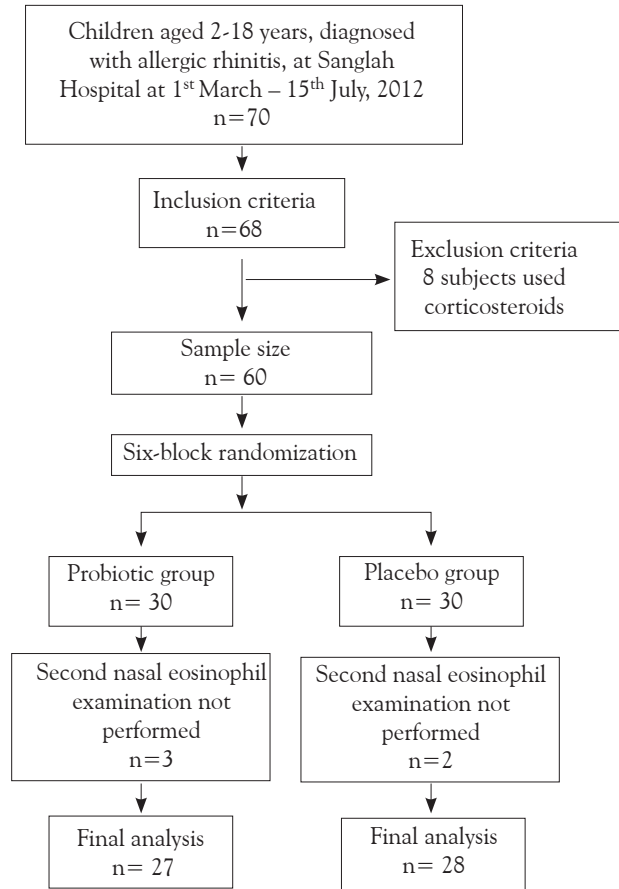 Children aged 2-18 years, diagnosed
with allergic rhinitis, at Sanglah
Hospital at 1st March – 15th July, 2012
n=70
Inclusion criteria
n=68
Exclusion criteria
8 subjects used
corticosteroids
Sample size
n= 60
Six-block randomization
Probiotic group
n= 30
Placebo group
n= 30
Second nasal eosinophil
examination not
performed
n=3
Second nasal eosinophil
examination not
performed
n=2
Final analysis
n= 27
Final analysis
n= 28